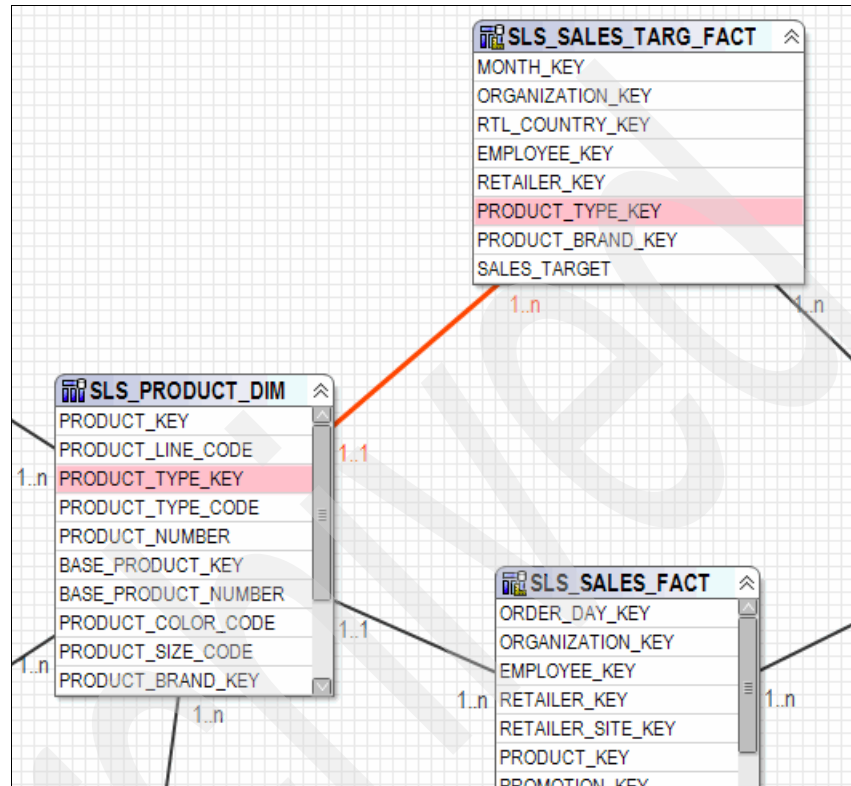 SLS_SALES_TARG_FACT
MONTH_KEY
ORGANIZATION_KEY
RTL_COUNTRY_KEY
EMPLOYEE_KEY
RETAILER_KEY
PRODUCT_TYPE_KEY
PRODUCT_BRAND_KEY
SALES_TARGET
1..n
1..n
SLS_PRODUCT_DIM
PRODUCT_KEY
PRODUCT_LINE_CODE
PRODUCT_TYPE_KEY
PRODUCT_TYPE_CODE
PRODUCT_NUMBER
BASE_PRODUCT_KEY
BASE_PRODUCT_NUMBER
PRODUCT_COLOR_CODE
PRODUCT_SIZE_CODE
PRODUCT_BRAND_KEY
1..1
1..n
1..1
1..n
1..n
SLS_SALES_FACT
ORDER_DAY_KEY
ORGANIZATION_KEY
EMPLOYEE_KEY
RETAILER_KEY
RETAILER_SITE_KEY
PRODUCT_KEY
PROMOTION_KEY
1..n
1..n